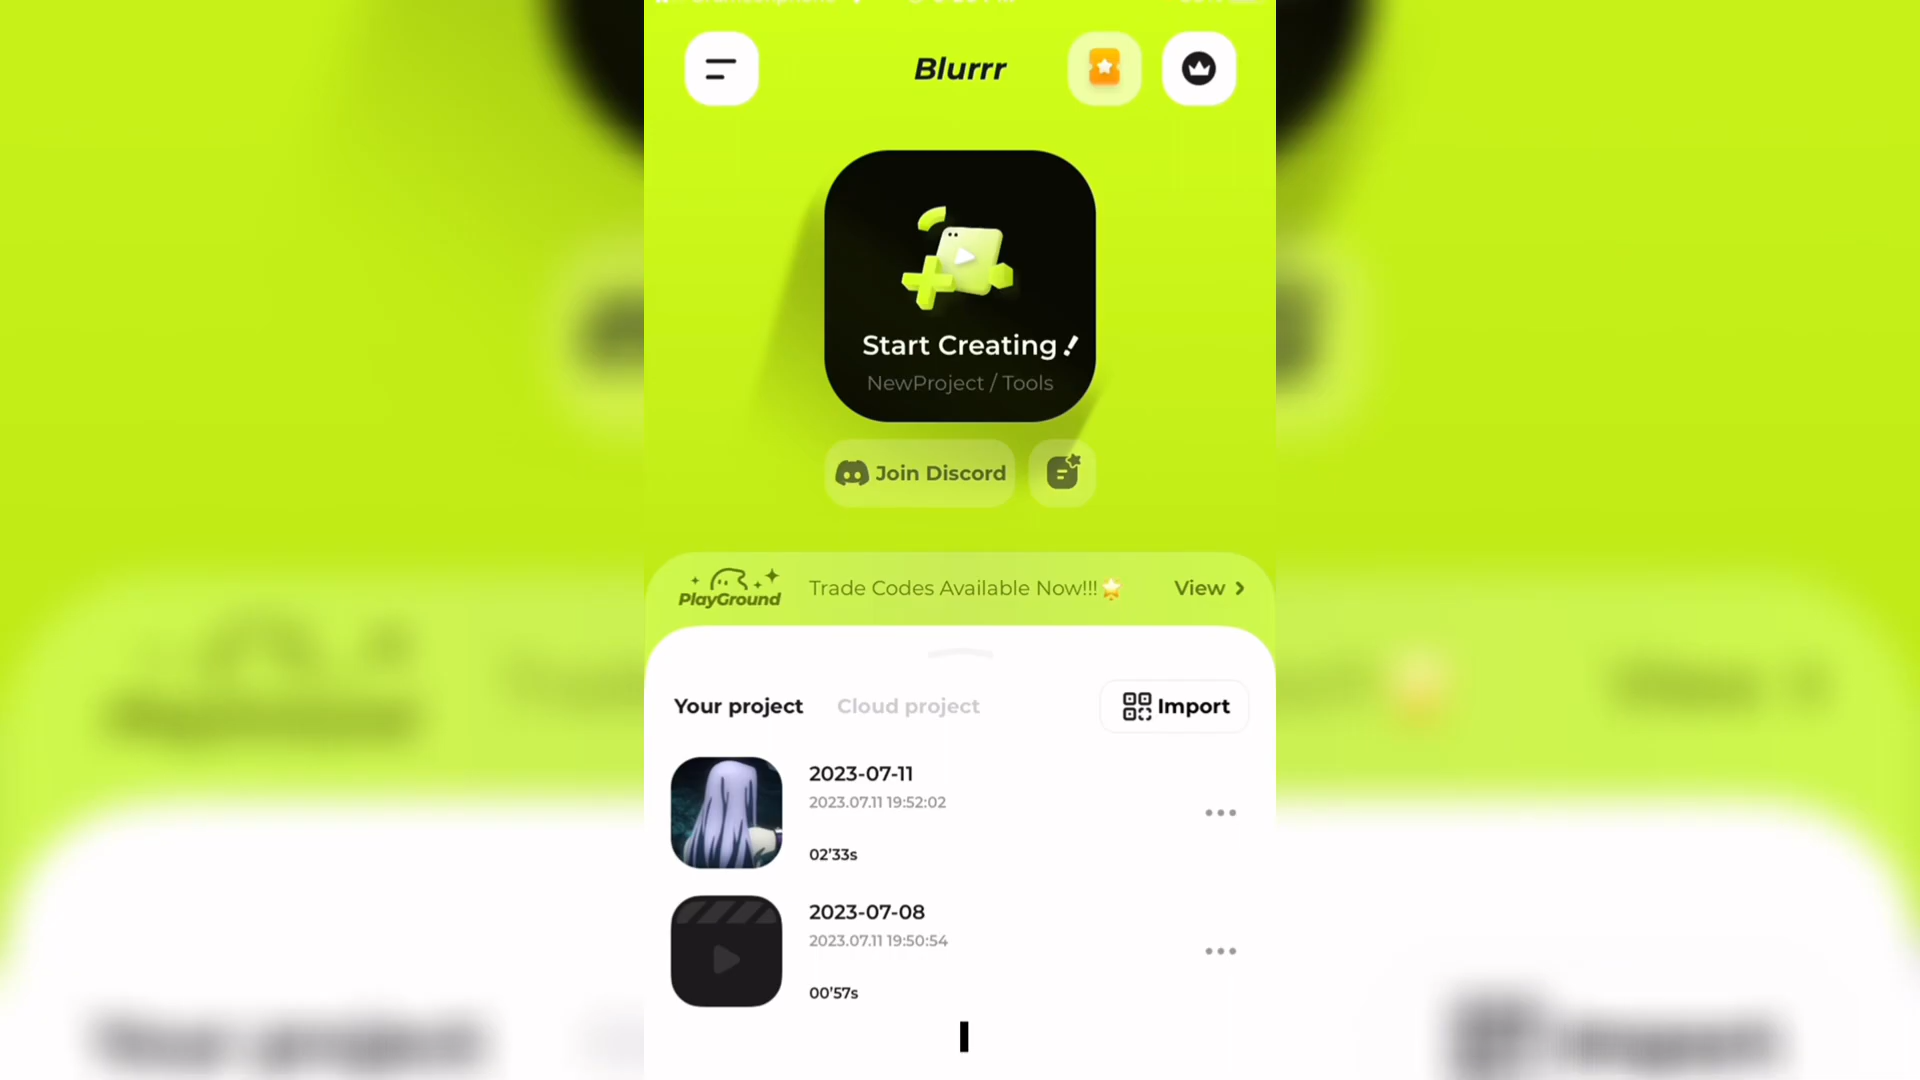 Blurrr
Start Creating!
NewProject / Tools
Join Discord
PlayGround
Trade Codes Available Now!!!🌟
View >
Your project
Cloud project
Import
2023-07-11
2023.07.11 19:52:02
02'33s
2023-07-08
2023.07.11 19:50:54
00'57s
I